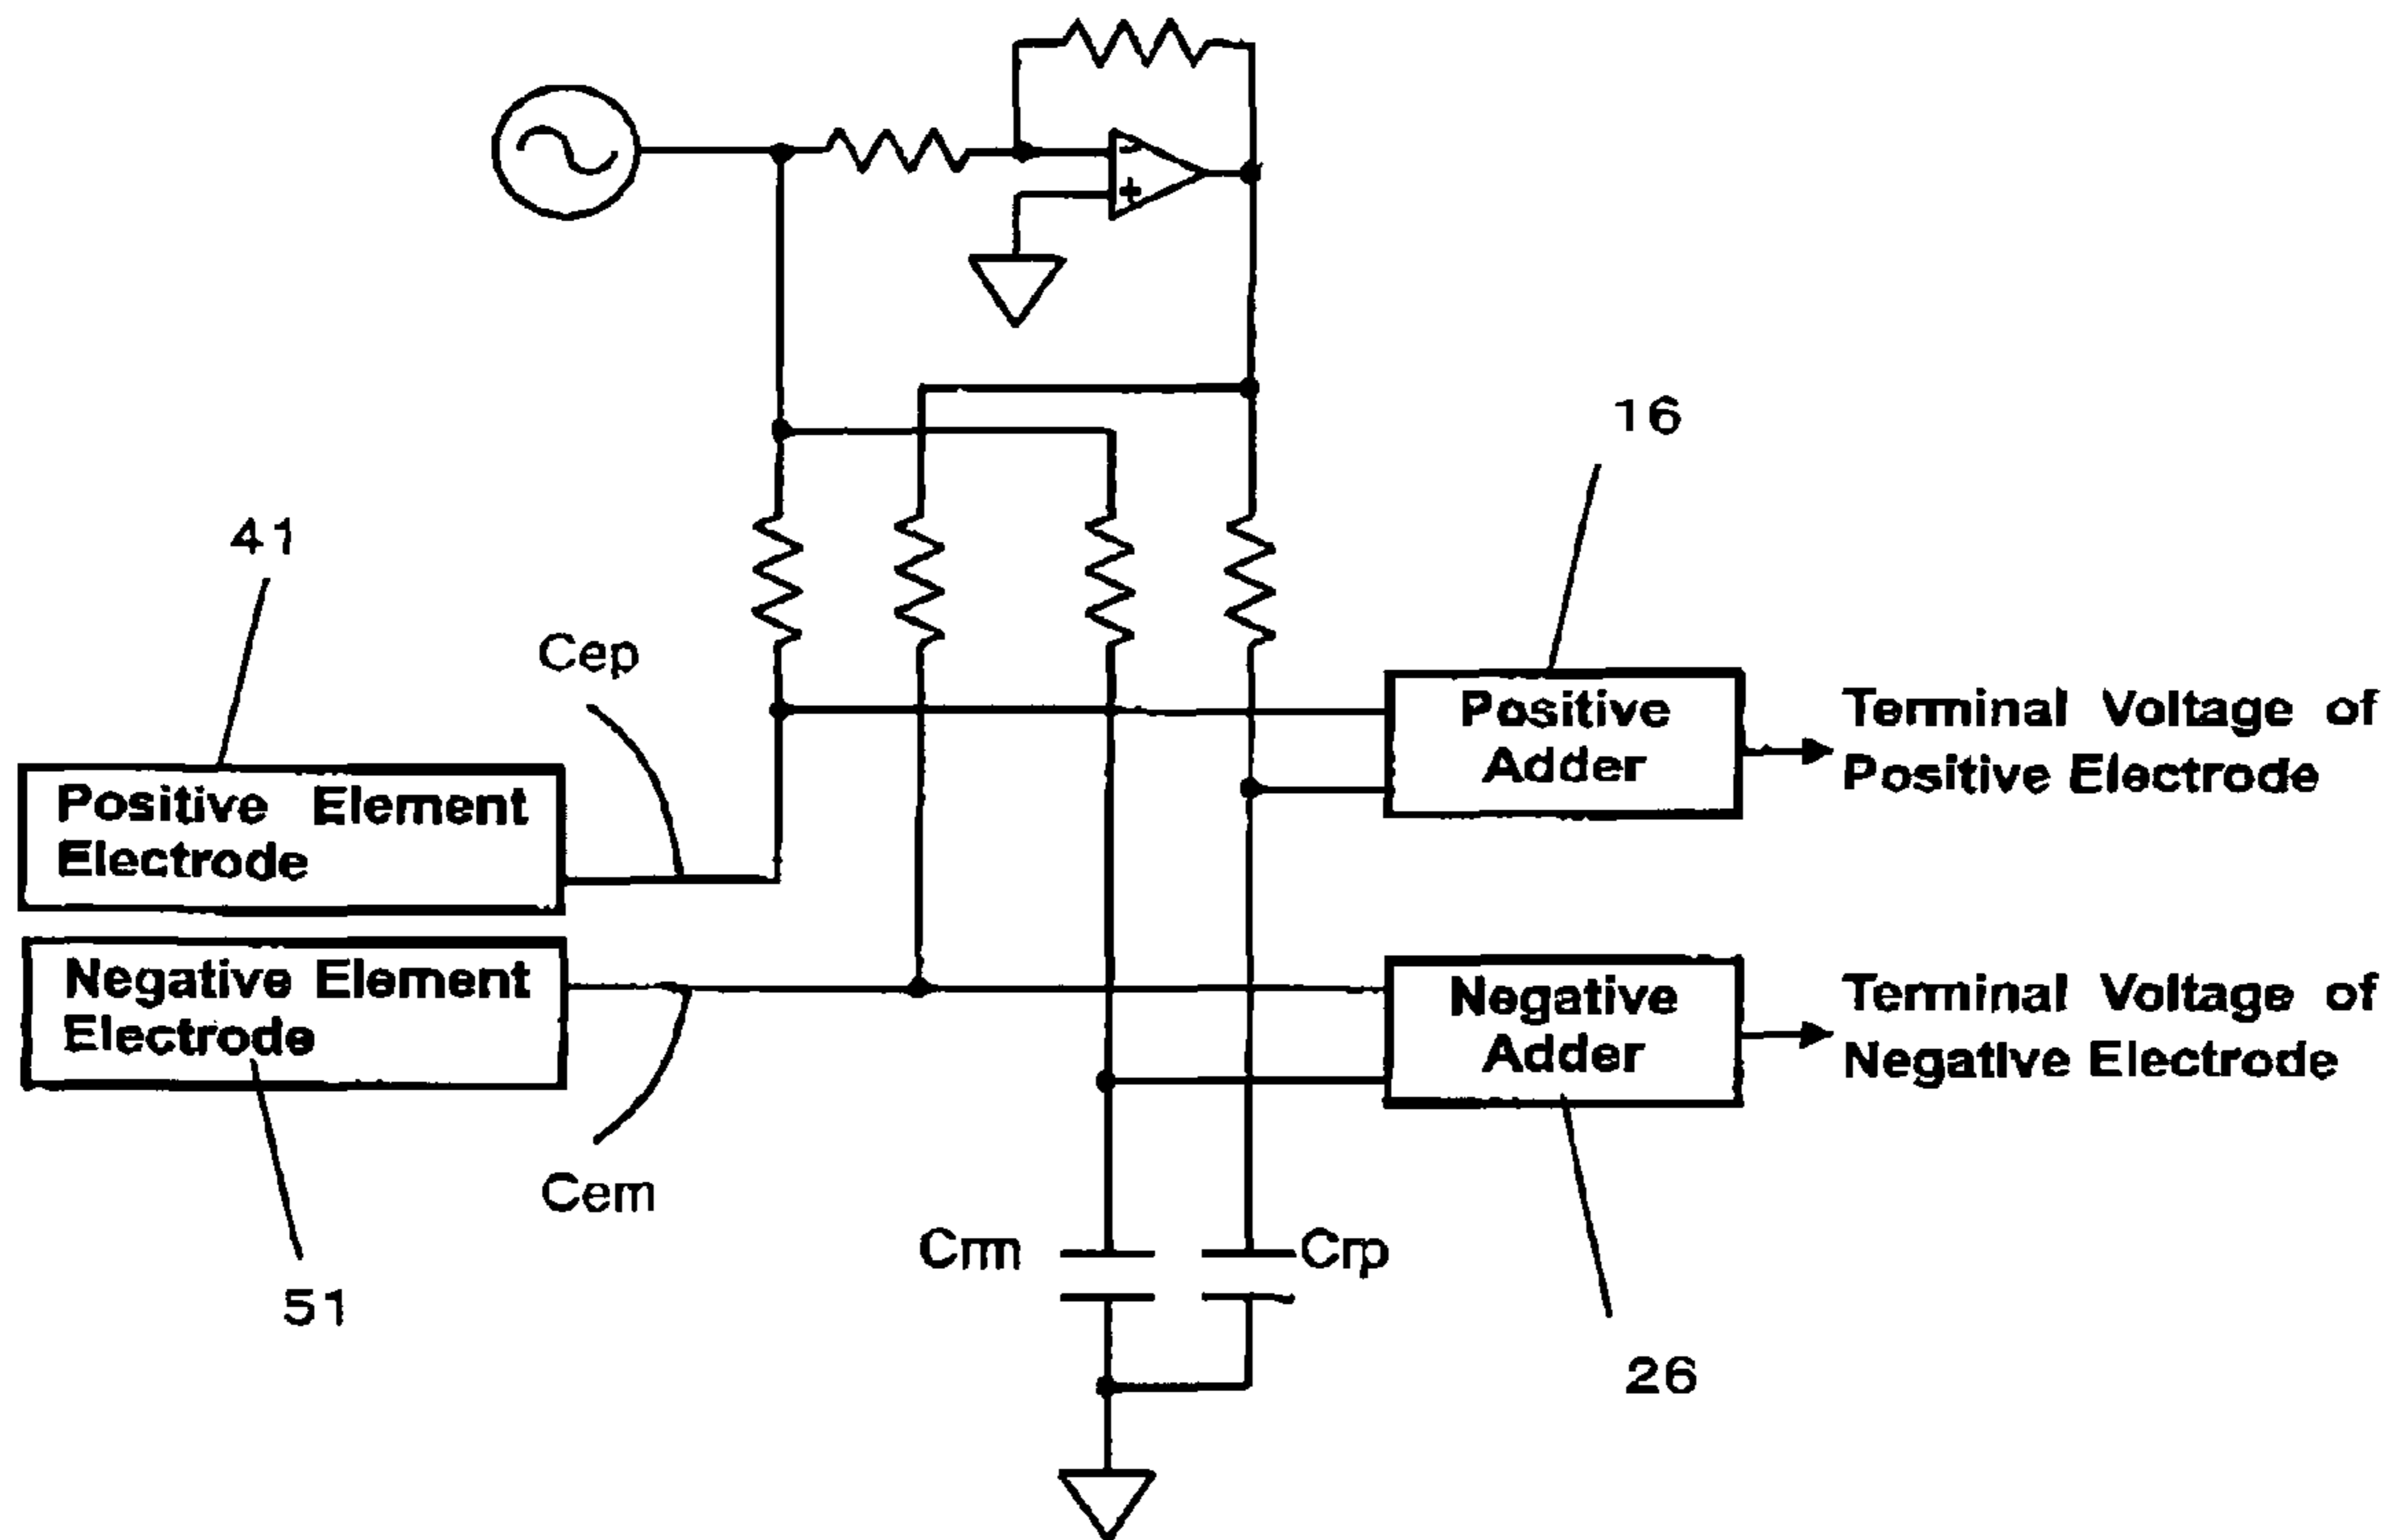 -
+
16
41
Cep
Positive
Adder
Terminal Voltage of
Positive Electrode
Positive Element
Electrode
Negative Element
Electrode
Negative
Adder
Terminal Voltage of
Negative Electrode
Cem
Crm
Crp
51
26